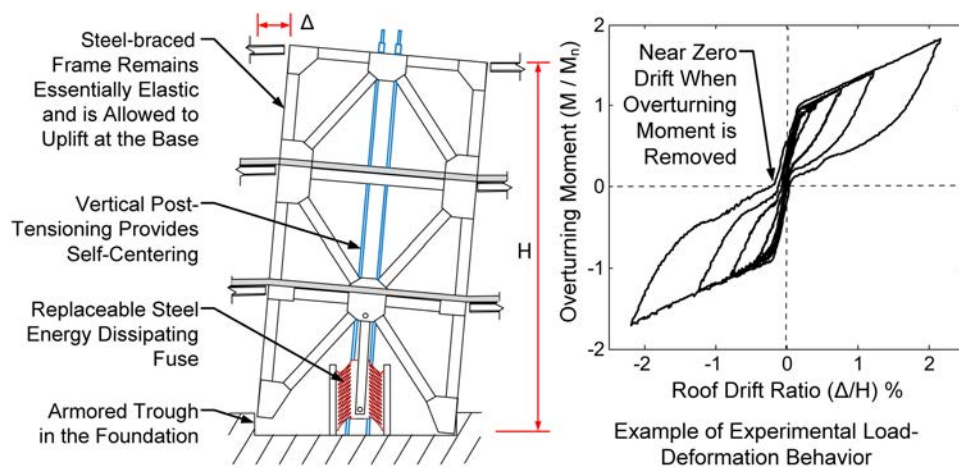 Δ
Steel-braced
Frame Remains
Essentially Elastic
and is Allowed to
Uplift at the Base
Vertical Post-
Tensioning Provides
Self-Centering
Replaceable Steel
Energy Dissipating
Fuse
Armored Trough
in the Foundation
H
Overturning Moment (M / Mn)
2
1
0
-1
-2
Near Zero
Drift When
Overturning
Moment is
Removed
-2 -1 0 1 2
Roof Drift Ratio (Δ/H) %
Example of Experimental Load-
Deformation Behavior